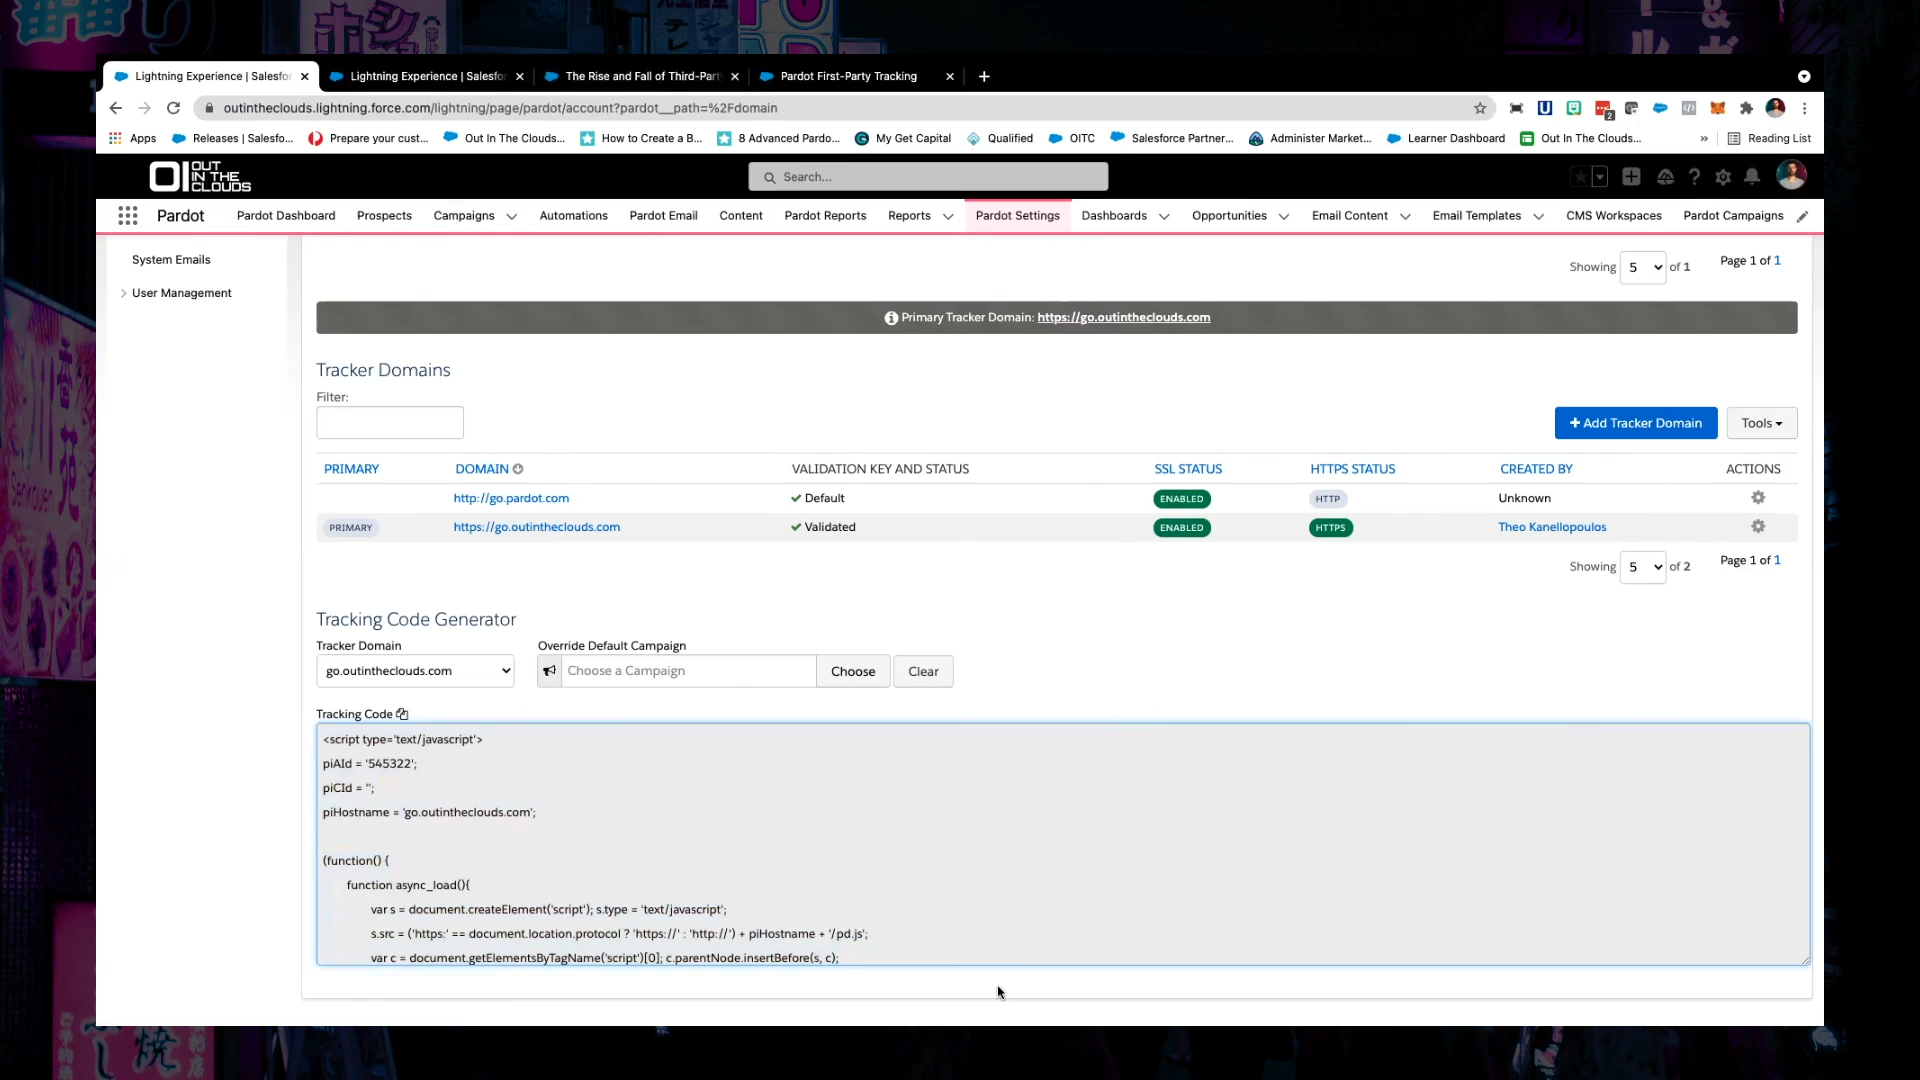 Lightning Experience | Salesfo
Lightning Experience | Salesfo
The Rise and Fall of Third-Part
Pardot First-Party Tracking
outintheclouds.lightning.force.com/lightning/page/pardot/account?pardot__path=%2Fdomain
Apps
Releases | Salesfo...
Prepare your cust...
Out In The Clouds...
How to Create a B...
8 Advanced Pardo...
My Get Capital
Qualified
OITC
Salesforce Partner...
Administer Market...
Learner Dashboard
Out In The Clouds...
»
Reading List
OUT
IN THE
CLOUDS
Search...
Pardot
Pardot Dashboard
Prospects
Campaigns
Automations
Pardot Email
Content
Pardot Reports
Reports
Pardot Settings
Dashboards
Opportunities
Email Content
Email Templates
CMS Workspaces
Pardot Campaigns
System Emails
User Management
Showing 5 of 1
Page 1 of 1
Primary Tracker Domain: https://go.outintheclouds.com
Tracker Domains
Filter:
+ Add Tracker Domain
Tools
PRIMARY DOMAIN VALIDATION KEY AND STATUS SSL STATUS HTTPS STATUS CREATED BY ACTIONS
http://go.pardot.com Default ENABLED HTTP Unknown
PRIMARY https://go.outintheclouds.com Validated ENABLED HTTPS Theo Kanellopoulos
Showing 5 of 2
Page 1 of 1
Tracking Code Generator
Tracker Domain
Override Default Campaign
go.outintheclouds.com
Choose a Campaign
Choose
Clear
Tracking Code
<script type='text/javascript'>
piAId = '545322';
piCId = '';
piHostname = 'go.outintheclouds.com';
(function() {
function async_load(){
var s = document.createElement('script'); s.type = 'text/javascript';
s.src = ('https:' == document.location.protocol ? 'https://' : 'http://') + piHostname + '/pd.js';
var c = document.getElementsByTagName('script')[0]; c.parentNode.insertBefore(s, c);